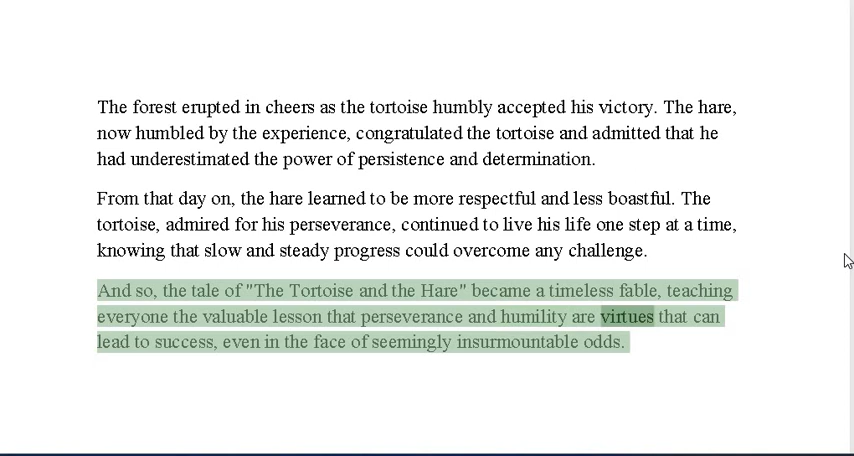 The forest erupted in cheers as the tortoise humbly accepted his victory. The hare,
now humbled by the experience, congratulated the tortoise and admitted that he
had underestimated the power of persistence and determination.
From that day on, the hare learned to be more respectful and less boastful. The
tortoise, admired for his perseverance, continued to live his life one step at a time,
knowing that slow and steady progress could overcome any challenge.
And so, the tale of "The Tortoise and the Hare" became a timeless fable, teaching
everyone the valuable lesson that perseverance and humility are virtues that can
lead to success, even in the face of seemingly insurmountable odds.